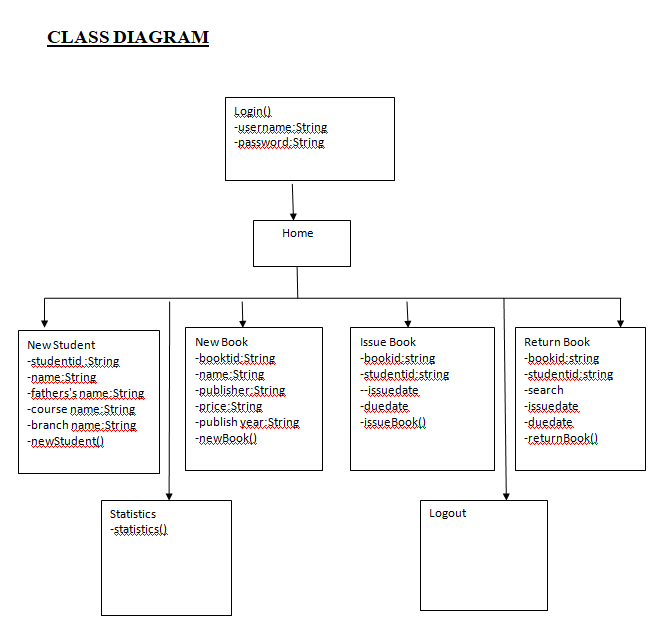 CLASS DIAGRAM
Login()
-username:String
-password:String
Home
New Student
-studentid :String
-name:String
-fathers's name:String
-course name:String
-branch name:String
-newStudent()
New Book
-booktid:String
-name:String
-publisher:String
-price:String
-publish year:String
-newBook()
Issue Book
-bookid:string
-studentid:string
--issuedate
-duedate
-issueBook()
Return Book
-bookid:string
-studentid:string
-search
-issuedate
-duedate
-returnBook()
Statistics
-statistics()
Logout